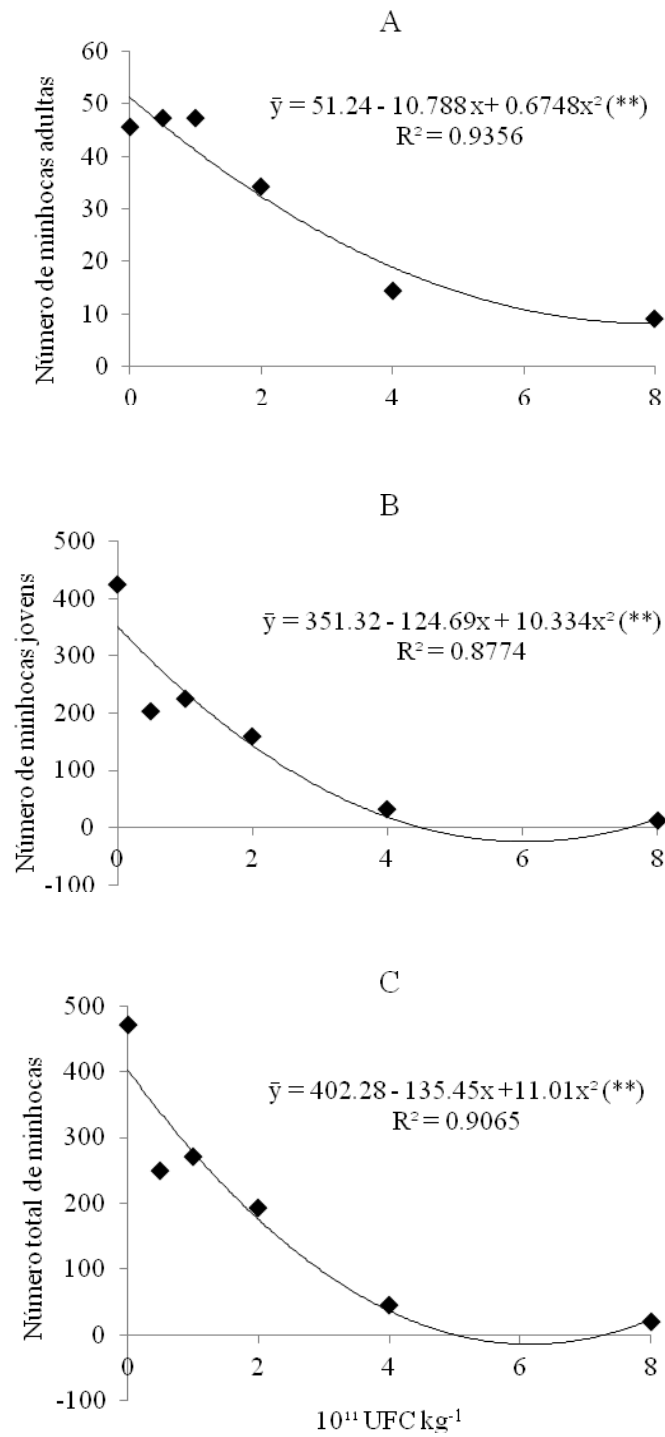 A
Número de minhocas adultas
60
50
40
30
20
10
0
ȳ = 51.24 - 10.788 x+ 0.6748x² (**)
R² = 0.9356
0 2 4 6 8
B
Número de minhocas jovens
500
400
300
200
100
0
-100
ȳ = 351.32 - 124.69x + 10.334x² (**)
R² = 0.8774
0 2 4 6 8
C
Número total de minhocas
500
400
300
200
100
0
-100
ȳ = 402.28 - 135.45x +11.01x² (**)
R² = 0.9065
0 2 4 6 8
10¹¹ UFC kg⁻¹